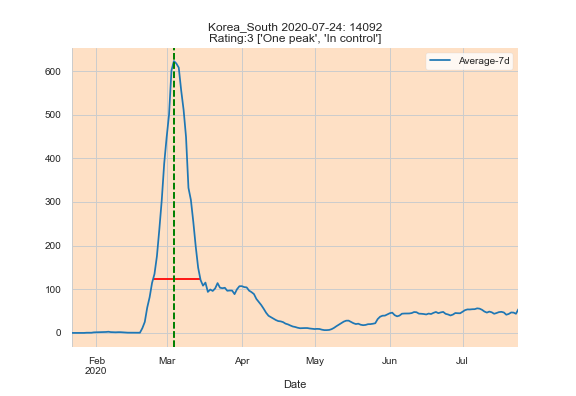 Korea_South 2020-07-24: 14092
Rating:3 ['One peak', 'In control']
Average-7d
600
500
400
300
200
100
0
Feb Mar Apr May Jun Jul
2020
Date